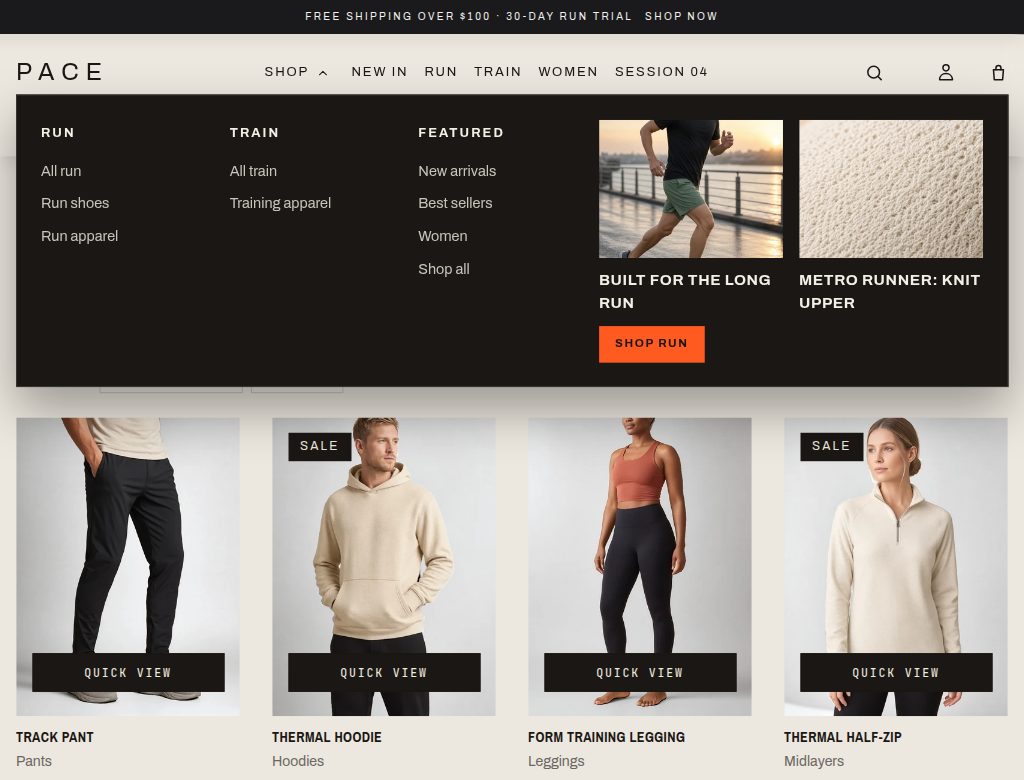 FREE SHIPPING OVER $100 · 30-DAY RUN TRIAL SHOP NOW
PACE
SHOP NEW IN RUN TRAIN WOMEN SESSION 04
RUN
All run
Run shoes
Run apparel
TRAIN
All train
Training apparel
FEATURED
New arrivals
Best sellers
Women
Shop all
BUILT FOR THE LONG
RUN
SHOP RUN
METRO RUNNER: KNIT
UPPER
QUICK VIEW
TRACK PANT
Pants
SALE
QUICK VIEW
THERMAL HOODIE
Hoodies
QUICK VIEW
FORM TRAINING LEGGING
Leggings
SALE
QUICK VIEW
THERMAL HALF-ZIP
Midlayers